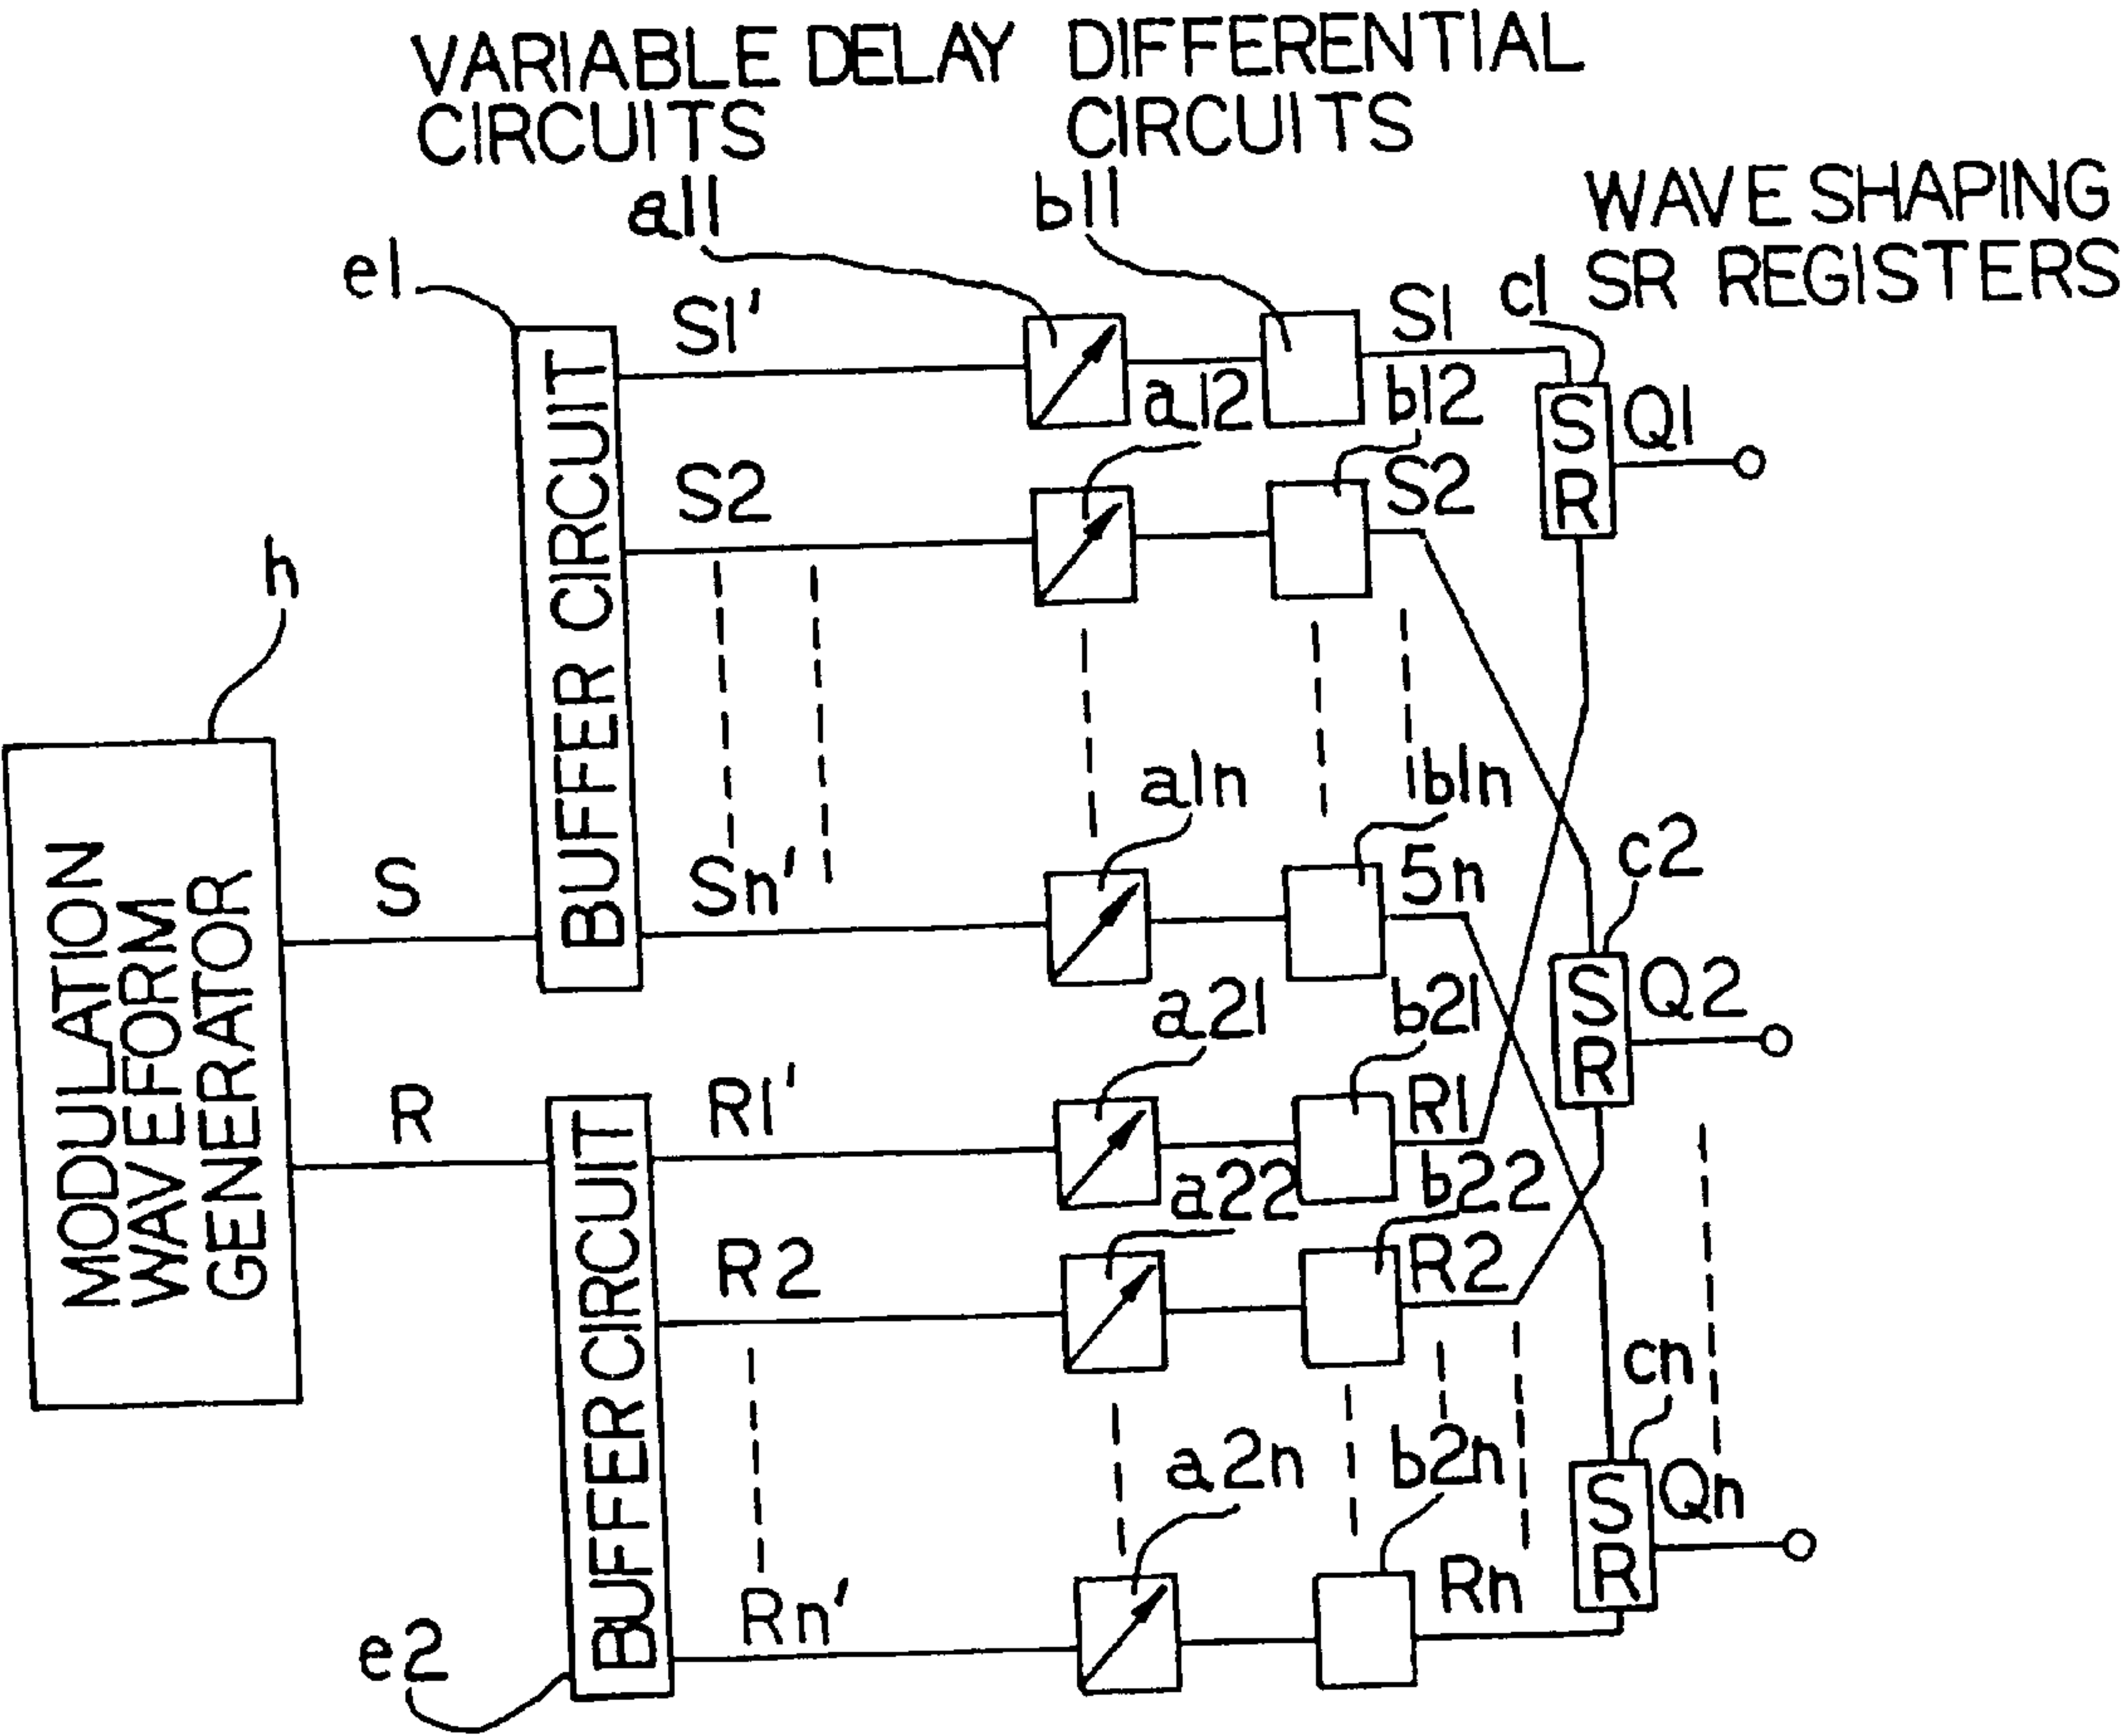 VARIABLE DELAY
CIRCUITS
DIFFERENTIAL
CIRCUITS
WAVE SHAPING
SR REGISTERS
a11
b11
c1
e1
S1'
S1
a12
b12
S
R
Q1
S2
S2
h
BUFFER CIRCUIT
a1n
b1n
c2
S
Sn'
5n
S
R
Q2
MODULATION
WAVEFORM
GENERATOR
a21
b21
R
R1'
R1
a22
b22
BUFFER CIRCUIT
R2
R2
cn
a2n
b2n
S
R
Qn
Rn'
Rn
e2